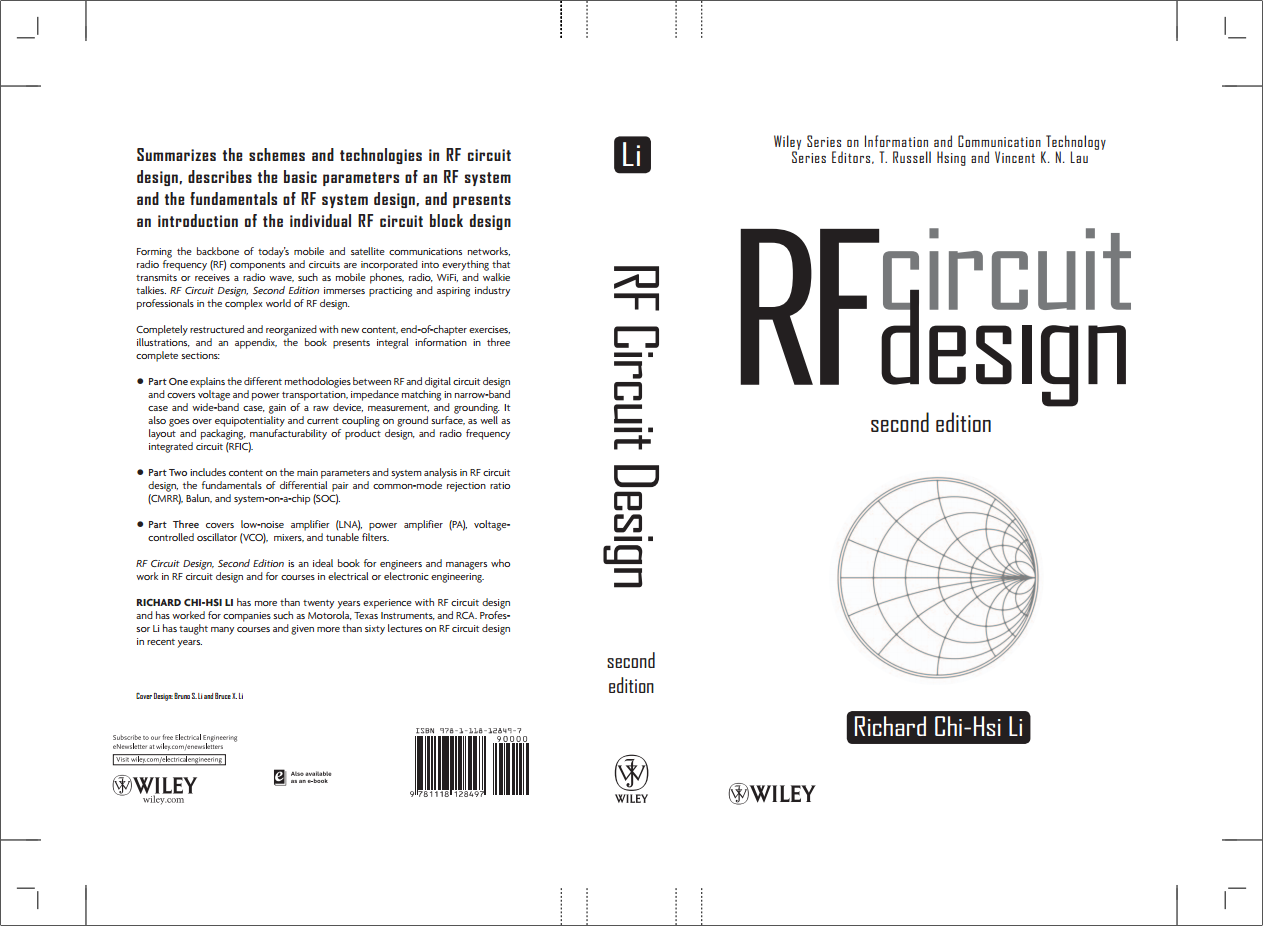 Summarizes the schemes and technologies in RF circuit
design, describes the basic parameters of an RF system
and the fundamentals of RF system design, and presents
an introduction of the individual RF circuit block design
Forming the backbone of today's mobile and satellite communications networks,
radio frequency (RF) components and circuits are incorporated into everything that
transmits or receives a radio wave, such as mobile phones, radio, WiFi, and walkie
talkies. RF Circuit Design, Second Edition immerses practicing and aspiring industry
professionals in the complex world of RF design.
Completely restructured and reorganized with new content, end-of-chapter exercises,
illustrations, and an appendix, the book presents integral information in three
complete sections:
● Part One explains the different methodologies between RF and digital circuit design
and covers voltage and power transportation, impedance matching in narrow-band
case and wide-band case, gain of a raw device, measurement, and grounding. It
also goes over equipotentiality and current coupling on ground surface, as well as
layout and packaging, manufacturability of product design, and radio frequency
integrated circuit (RFIC).
● Part Two includes content on the main parameters and system analysis in RF circuit
design, the fundamentals of differential pair and common-mode rejection ratio
(CMRR), Balun, and system-on-a-chip (SOC).
● Part Three covers low-noise amplifier (LNA), power amplifier (PA), voltage-
controlled oscillator (VCO), mixers, and tunable filters.
RF Circuit Design, Second Edition is an ideal book for engineers and managers who
work in RF circuit design and for courses in electrical or electronic engineering.
RICHARD CHI-HSI LI has more than twenty years experience with RF circuit design
and has worked for companies such as Motorola, Texas Instruments, and RCA. Profes-
sor Li has taught many courses and given more than sixty lectures on RF circuit design
in recent years.
Cover Design: Bruno S. Li and Bruce X. Li
Subscribe to our free Electrical Engineering
eNewsletter at wiley.com/enewsletters
Visit wiley.com/electricalengineering
WILEY
wiley.com
e Also available
as an e-book
ISBN 978-1-118-12849-7
90000
9 781118 128497
Li
RF Circuit Design
second
edition
WILEY
Wiley Series on Information and Communication Technology
Series Editors, T. Russell Hsing and Vincent K. N. Lau
RF circuit
design
second edition
Richard Chi-Hsi Li
WILEY